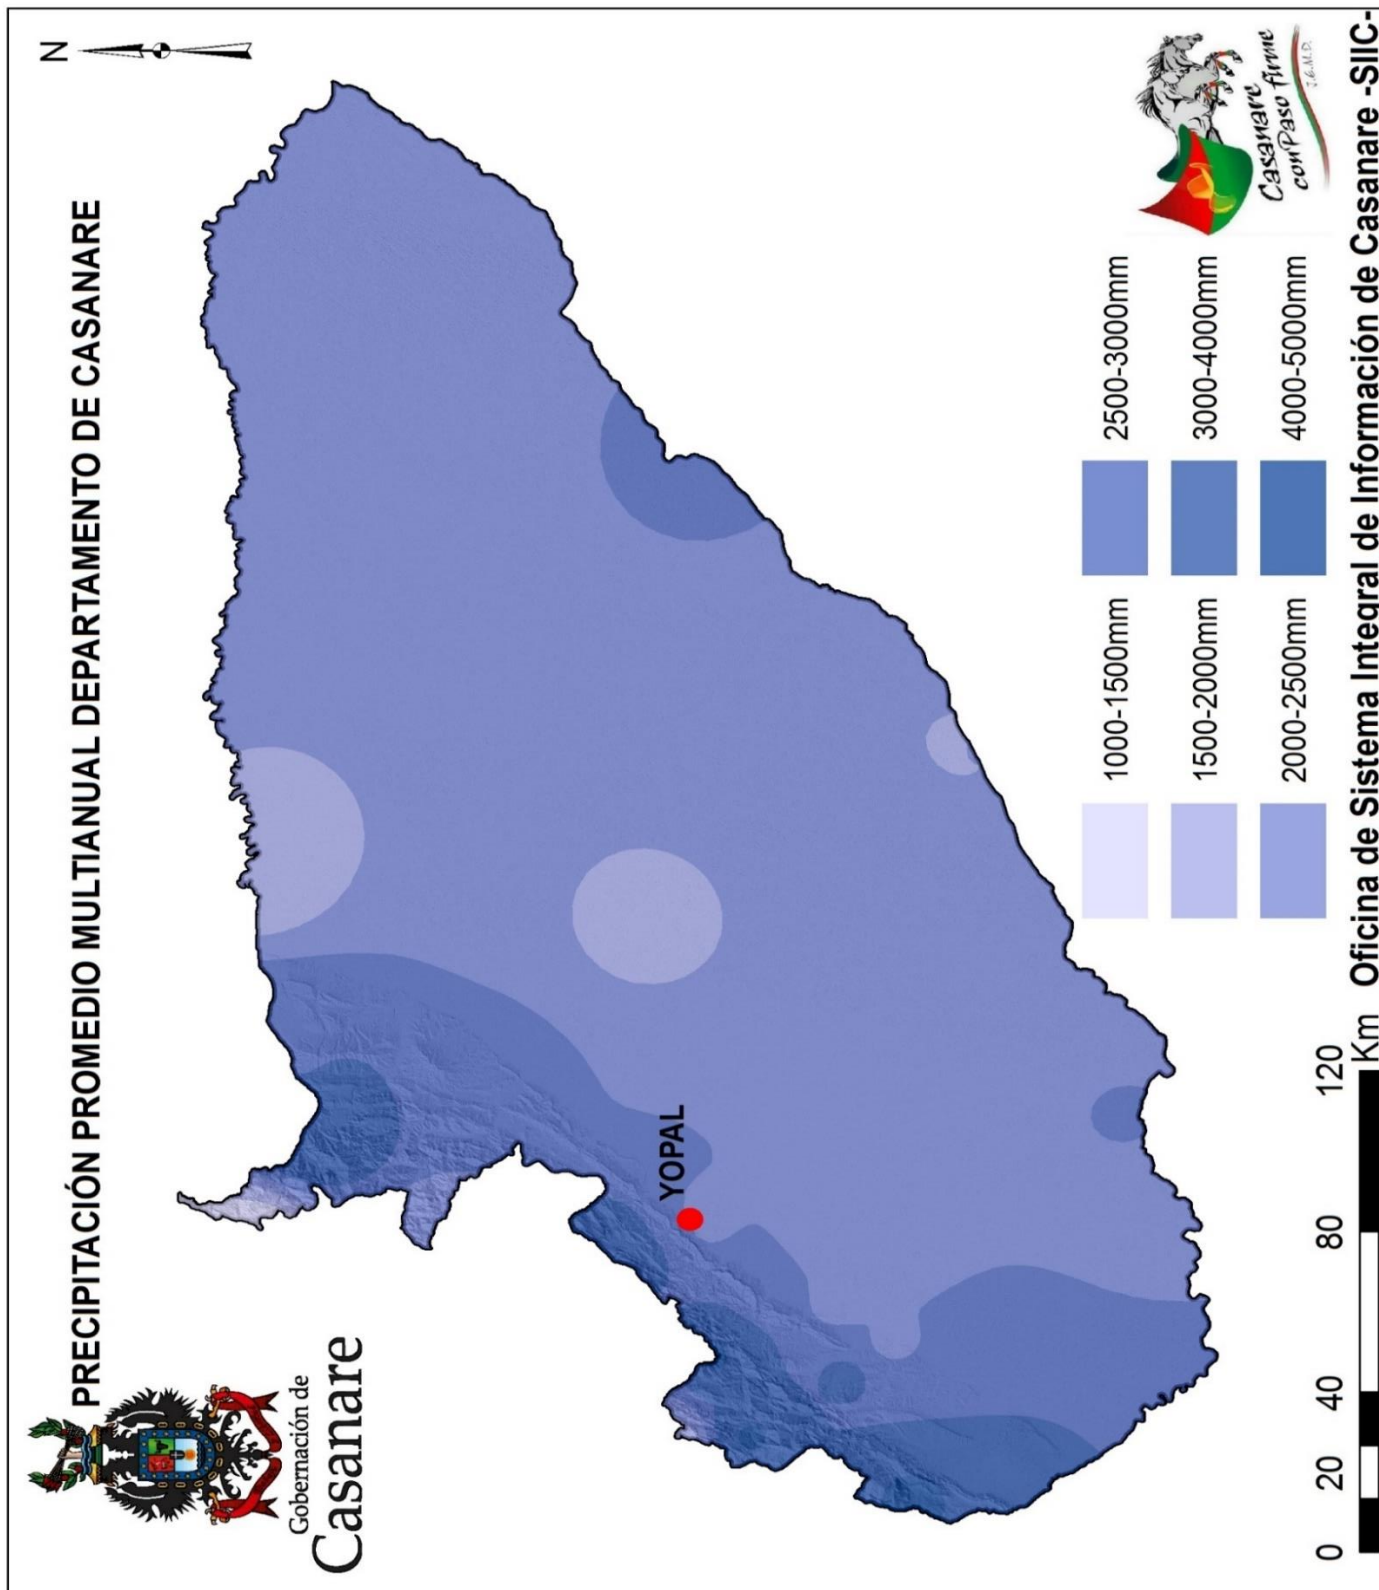 PRECIPITACIÓN PROMEDIO MULTIANUAL DEPARTAMENTO DE CASANARE
N
Gobernación de
Casanare
YOPAL
1000-1500mm
2500-3000mm
1500-2000mm
3000-4000mm
2000-2500mm
4000-5000mm
Casanare
con Paso firme
J.G.M.D.
0 20 40 80 120
Km
Oficina de Sistema Integral de Información de Casanare -SIIC-